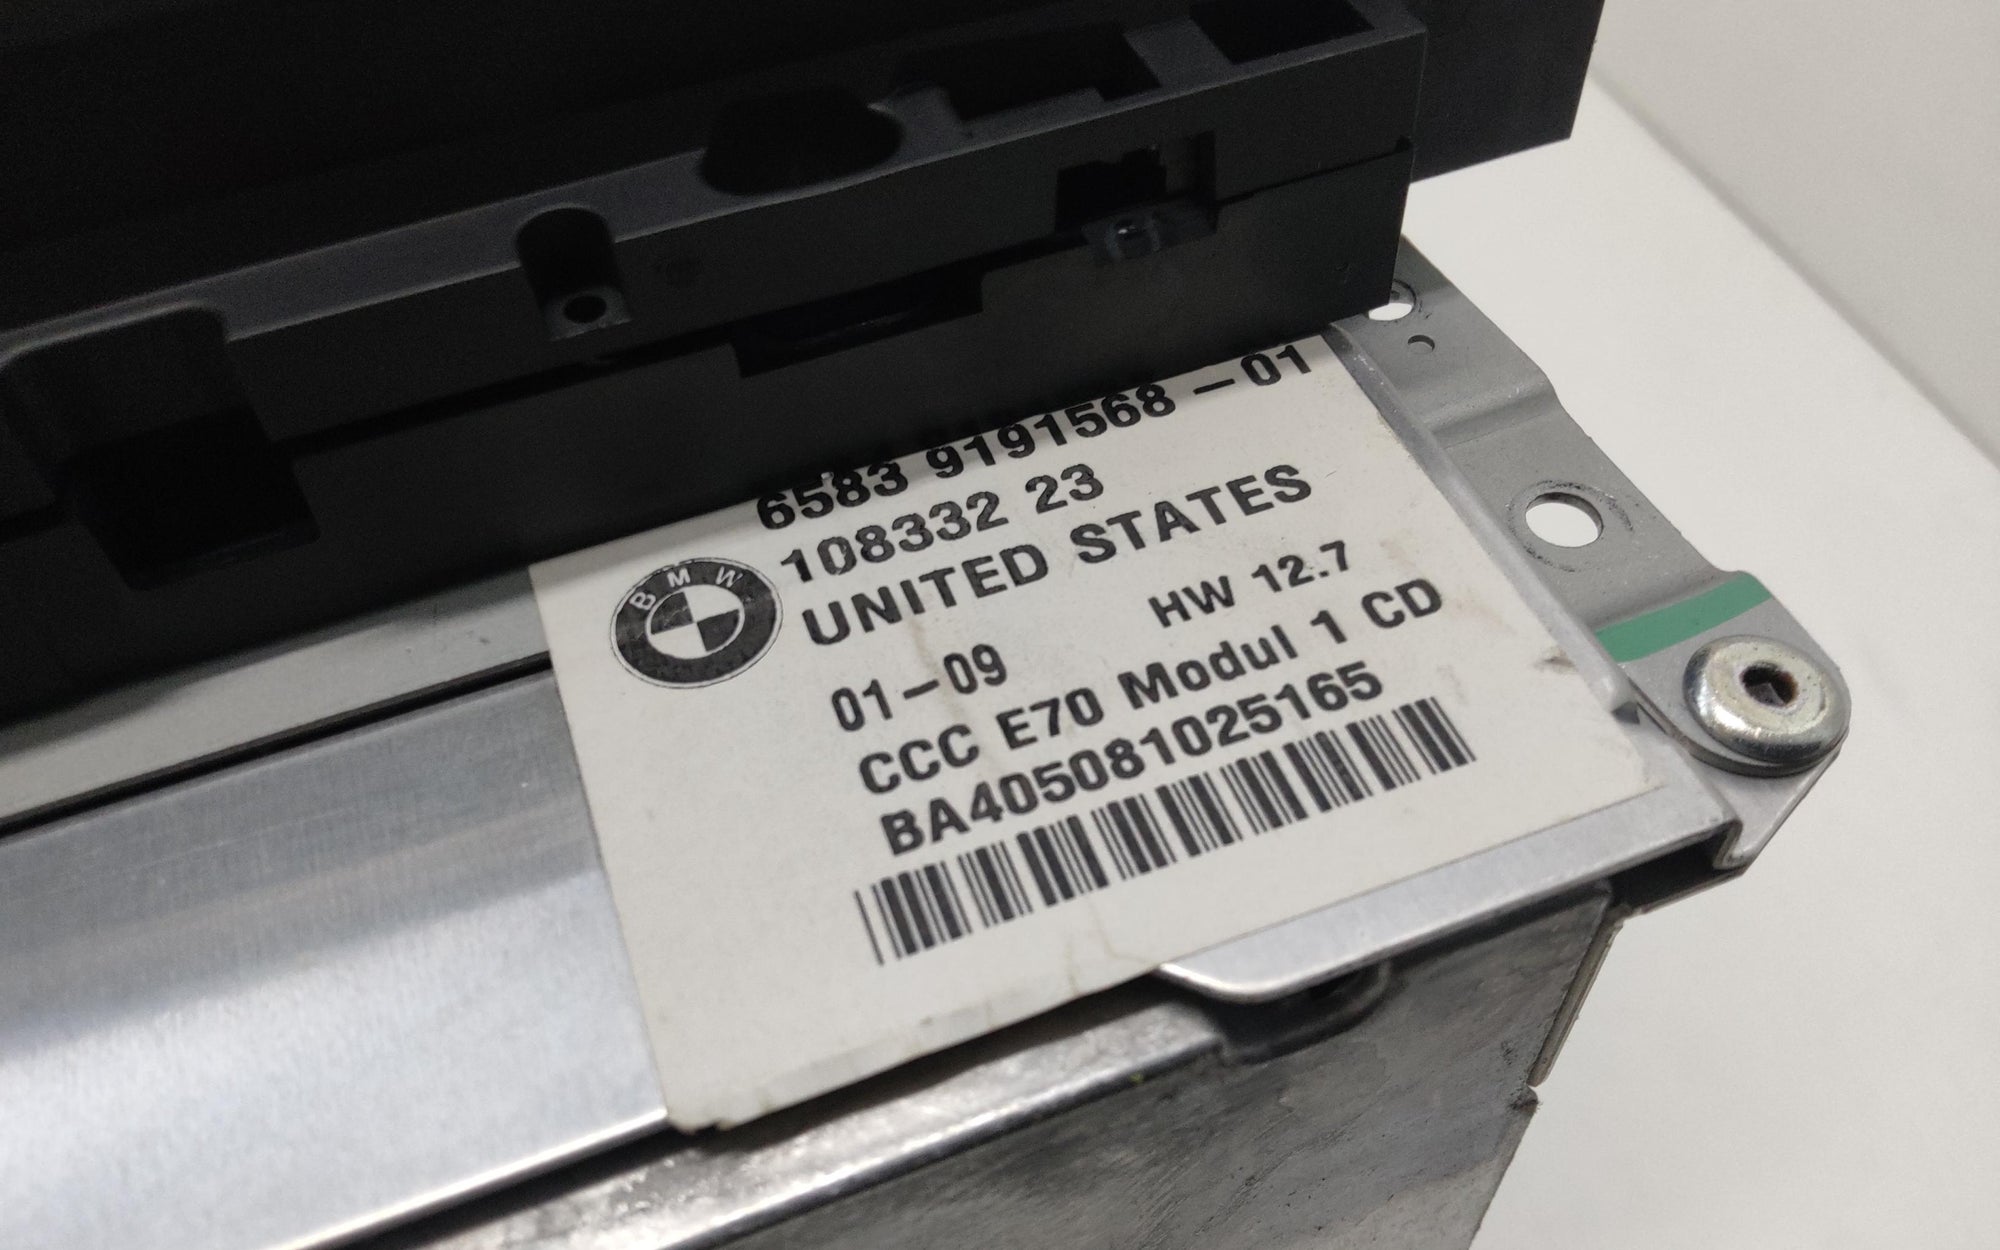 6583 9191568-01
108332 23
UNITED STATES
BMW
01-09 HW 12.7
CCC E70 Modul 1 CD
BA405081025165